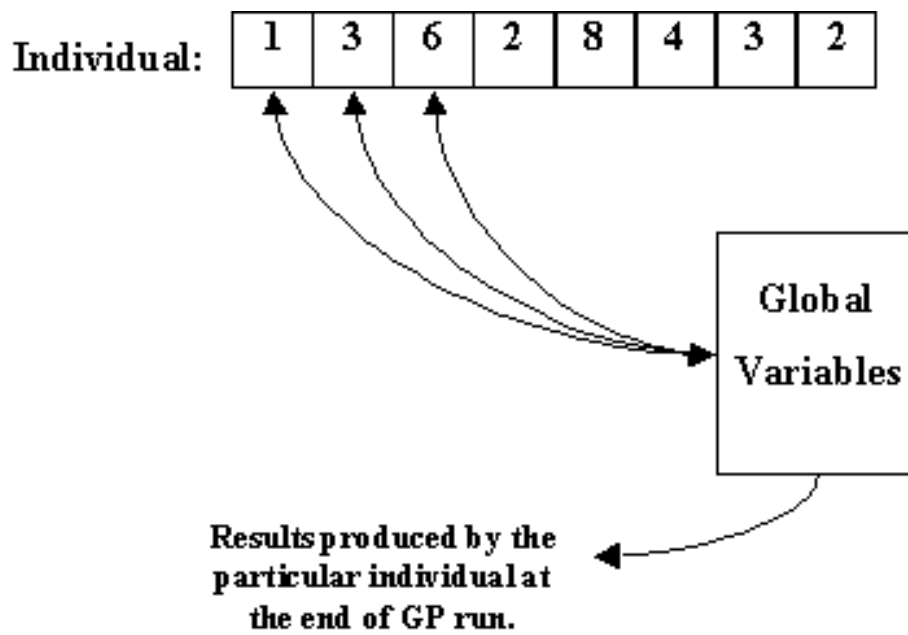 Individual: 1 3 6 2 8 4 3 2
Global
Variables
Results produced by the
particular individual at
the end of GP run.